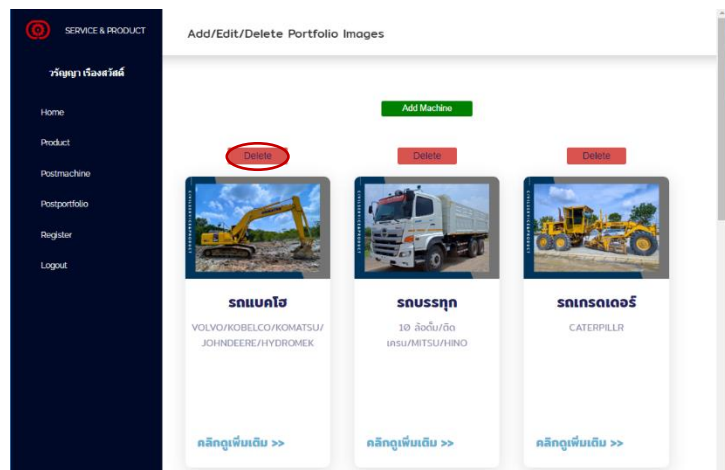 SERVICE & PRODUCT
Add/Edit/Delete Portfolio Images
วรัญญา เรืองสวัสดิ์
Home
Product
Postmachine
Postportfolio
Register
Logout
Add Machine
Delete
Delete
Delete
รถแบคโฮ
VOLVO/KOBELCO/KOMATSU/
JOHNDEERE/HYDROMEK
คลิกดูเพิ่มเติม >>
รถบรรทุก
10 ล้อดั้ม/ติด
เครน/MITSU/HINO
คลิกดูเพิ่มเติม >>
รถเกรดเดอร์
CATERPILLR
คลิกดูเพิ่มเติม >>